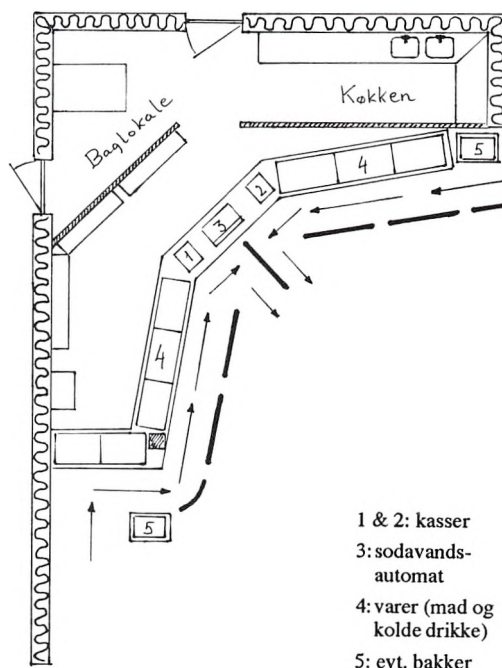 Køkken
Baglokale
5
4
2
3
1
4
5
1 & 2: kasser
3: sodavands-
automat
4: varer (mad og
kolde drikke)
5: evt. bakker